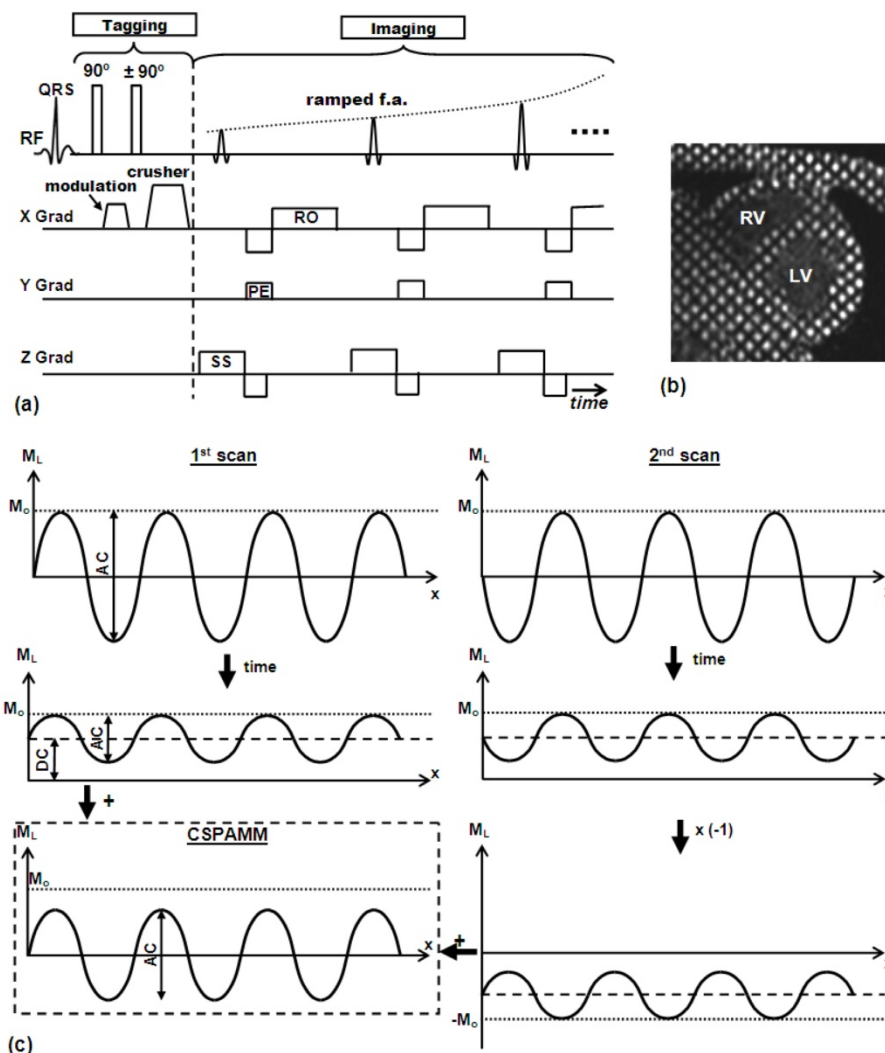 (a)
Tagging
Imaging
90°
± 90°
QRS
ramped f.a.
RF
....
modulation
crusher
X Grad
RO
Y Grad
PE
Z Grad
SS
time
RV
LV
(b)
1st scan
2nd scan
ML
Mo
AC
x
ML
Mo
time
ML
Mo
AC
DC
x
ML
Mo
time
+
x (-1)
CSPAMM
ML
Mo
AC
x
+
ML
-Mo
(c)